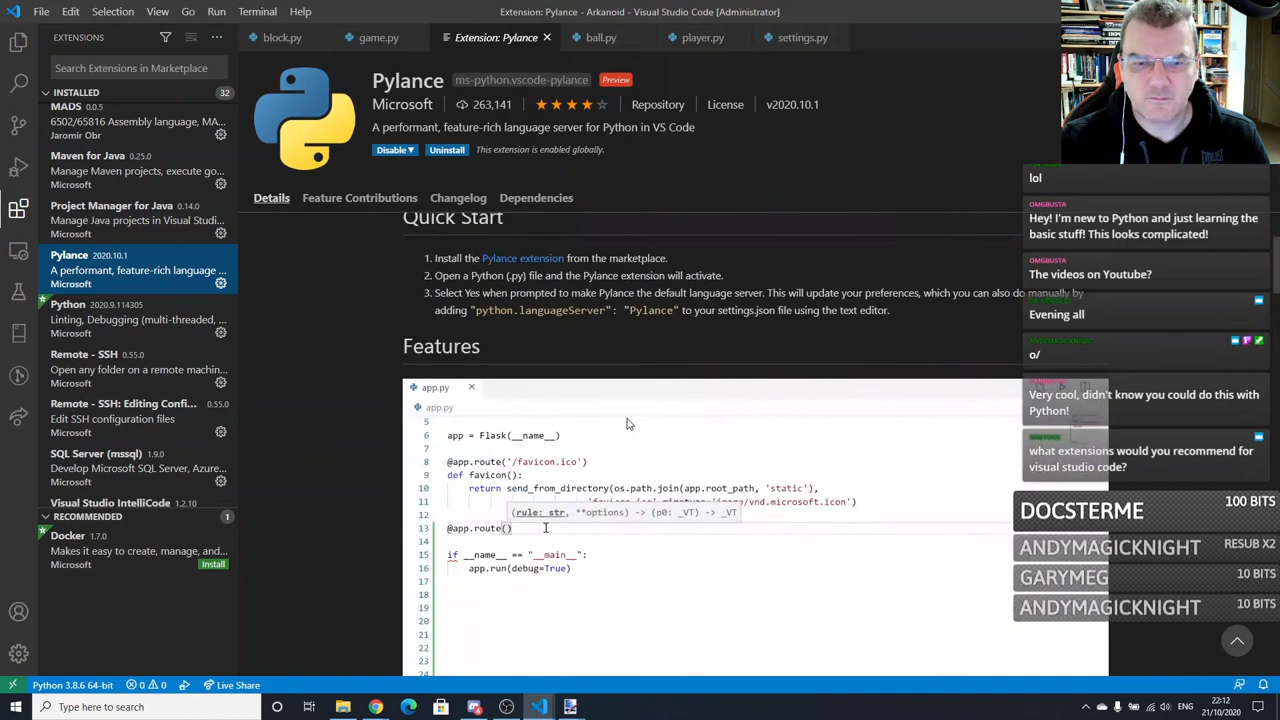 File Edit Selection View Go Run Terminal Help
Extension: Pylance - Arkanoid - Visual Studio Code [Administrator]
EXTENSIONS
block.py
Extension: Pylance
ball.py
player.py
settings.py
Search Extensions in Marketplace
INSTALLED 32
MADS 0.0.5
6502/65816 Assembly language, MA...
Jaromir Obr
Maven for Java 0.25.0
Manage Maven projects, execute go...
Microsoft
Project Manager for Java 0.14.0
Manage Java projects in Visual Studi...
Microsoft
Pylance 2020.10.1
A performant, feature-rich language ...
Microsoft
Python 2020.9.114305
Linting, Debugging (multi-threaded, ...
Microsoft
Remote - SSH 0.55.0
Open any folder on a remote machin...
Microsoft
Remote - SSH: Editing Confi... 0.55.0
Edit SSH configuration files
Microsoft
SQL Server (mssql) 1.9.0
Develop Microsoft SQL Server, Azur...
Microsoft
Visual Studio IntelliCode 1.2.10
RECOMMENDED 1
Docker 1.7.0
Makes it easy to create, manage, and...
Microsoft Install
Pylance ms-python.vscode-pylance Preview
Microsoft 263,141 Repository License v2020.10.1
A performant, feature-rich language server for Python in VS Code
Disable Uninstall This extension is enabled globally.
Details Feature Contributions Changelog Dependencies
Quick Start
1. Install the Pylance extension from the marketplace.
2. Open a Python (.py) file and the Pylance extension will activate.
3. Select Yes when prompted to make Pylance the default language server. This will update your preferences, which you can also do manually by
adding "python.languageServer": "Pylance" to your settings.json file using the text editor.
Features
app.py
app.py
5
6 app = Flask(__name__)
7
8 @app.route('/favicon.ico')
9 def favicon():
10 return send_from_directory(os.path.join(app.root_path, 'static'),
11 'image/vnd.microsoft.icon')
12 (rule: str, **options) -> (p0: _VT) -> _VT
13 @app.route()
14
15 if __name__ == "__main__":
16 app.run(debug=True)
17
18
19
20
21
22
23
24
lol
OMGBUSTA
Hey! I'm new to Python and just learning the
basic stuff! This looks complicated!
OMGBUSTA
The videos on Youtube?
Evening all
ANDYMAGICKNIGHT
o/
Very cool, didn't know you could do this with
Python!
what extensions would you recommend for
visual studio code?
DOCSTERME 100 BITS
ANDYMAGICKNIGHT RESUB X2
GARYMEG 10 BITS
ANDYMAGICKNIGHT 10 BITS
EVERLAST
Python 3.8.6 64-bit 0 0 Live Share
Type here to search
ENG
22:12
21/10/2020